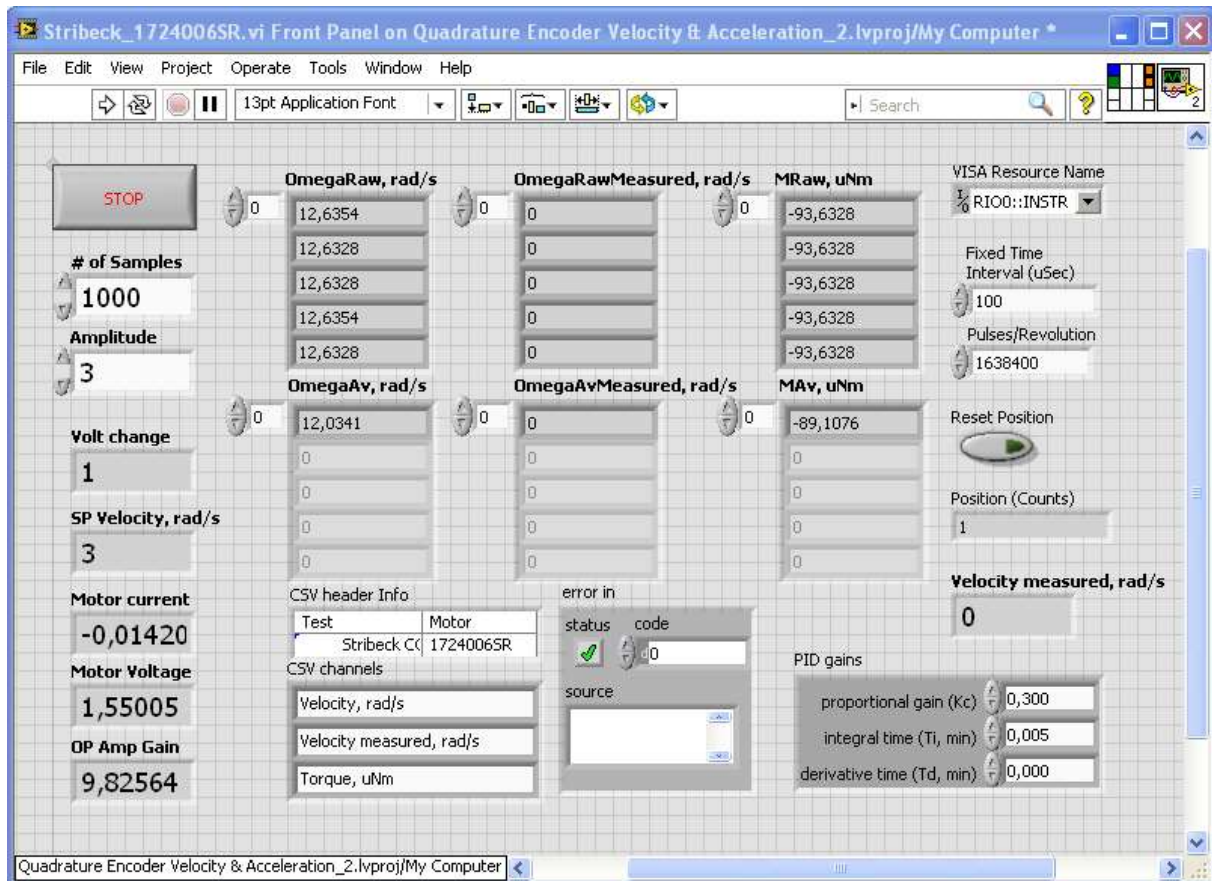 Stribeck_1724006SR.vi Front Panel on Quadrature Encoder Velocity & Acceleration_2.lvproj/My Computer *
File Edit View Project Operate Tools Window Help
13pt Application Font
Search
2
STOP
# of Samples
1000
Amplitude
3
Volt change
1
SP Velocity, rad/s
3
Motor current
-0,01420
Motor Voltage
1,55005
OP Amp Gain
9,82564
OmegaRaw, rad/s
0
12,6354
12,6328
12,6328
12,6354
12,6328
OmegaAv, rad/s
0
12,0341
0
0
0
0
OmegaRawMeasured, rad/s
0
0
0
0
0
0
OmegaAvMeasured, rad/s
0
0
0
0
0
0
MRaw, uNm
0
-93,6328
-93,6328
-93,6328
-93,6328
-93,6328
MAv, uNm
0
-89,1076
0
0
0
0
CSV header Info
Test Motor
Stribeck 1724006SR
CSV channels
Velocity, rad/s
Velocity measured, rad/s
Torque, uNm
error in
status code
0
source
VISA Resource Name
RIO0::INSTR
Fixed Time
Interval (uSec)
100
Pulses/Revolution
1638400
Reset Position
Position (Counts)
1
Velocity measured, rad/s
0
PID gains
proportional gain (Kc) 0,300
integral time (Ti, min) 0,005
derivative time (Td, min) 0,000
Quadrature Encoder Velocity & Acceleration_2.lvproj/My Computer